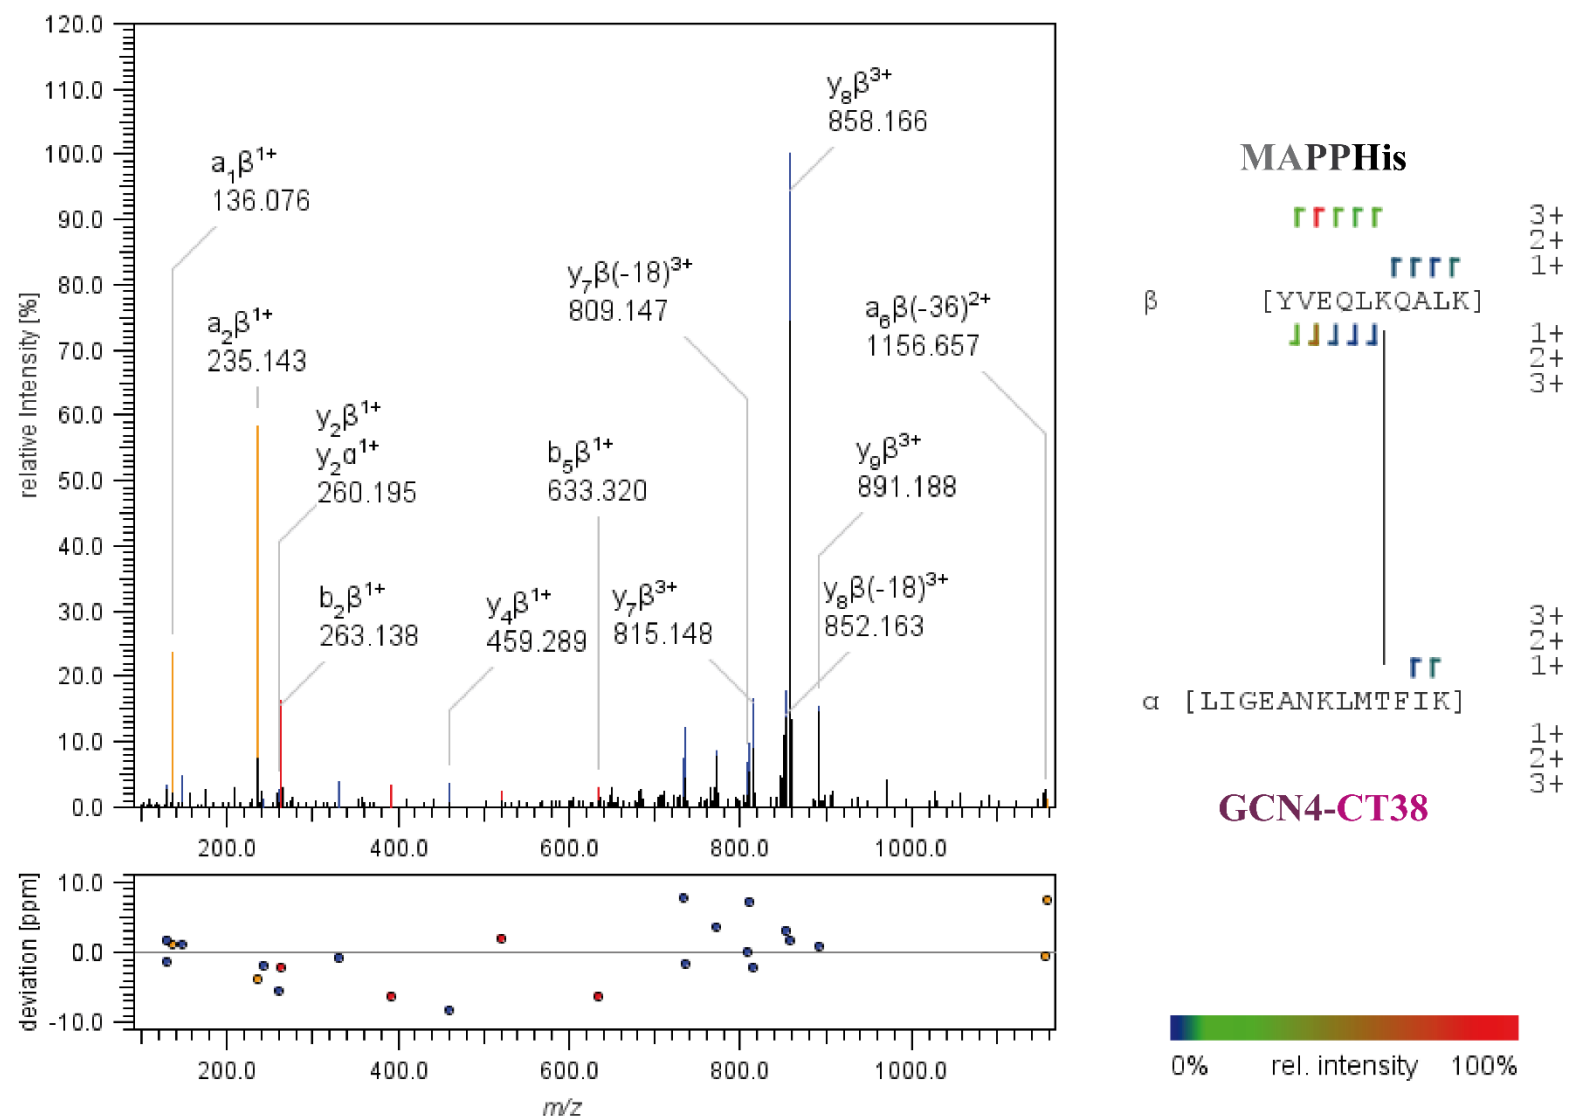 120.0
110.0
100.0
90.0
80.0
70.0
60.0
50.0
40.0
30.0
20.0
10.0
0.0
relative Intensity [%]
a₁β¹⁺
136.076
a₂β¹⁺
235.143
y₂β¹⁺
y₂α¹⁺
260.195
b₂β¹⁺
263.138
y₄β¹⁺
459.289
b₅β¹⁺
633.320
y₇β(-18)³⁺
809.147
y₇β³⁺
815.148
y₈β³⁺
858.166
a₆β(-36)²⁺
1156.657
y₉β³⁺
891.188
y₈β(-18)³⁺
852.163
200.0 400.0 600.0 800.0 1000.0
deviation [ppm]
10.0
0.0
-10.0
200.0 400.0 600.0 800.0 1000.0
m/z
MAPPHis
3+
2+
1+
β [YVEQLKQALK]
1+
2+
3+
3+
2+
1+
α [LIGEANKLMTFIK]
1+
2+
3+
GCN4-CT38
0% rel. intensity 100%